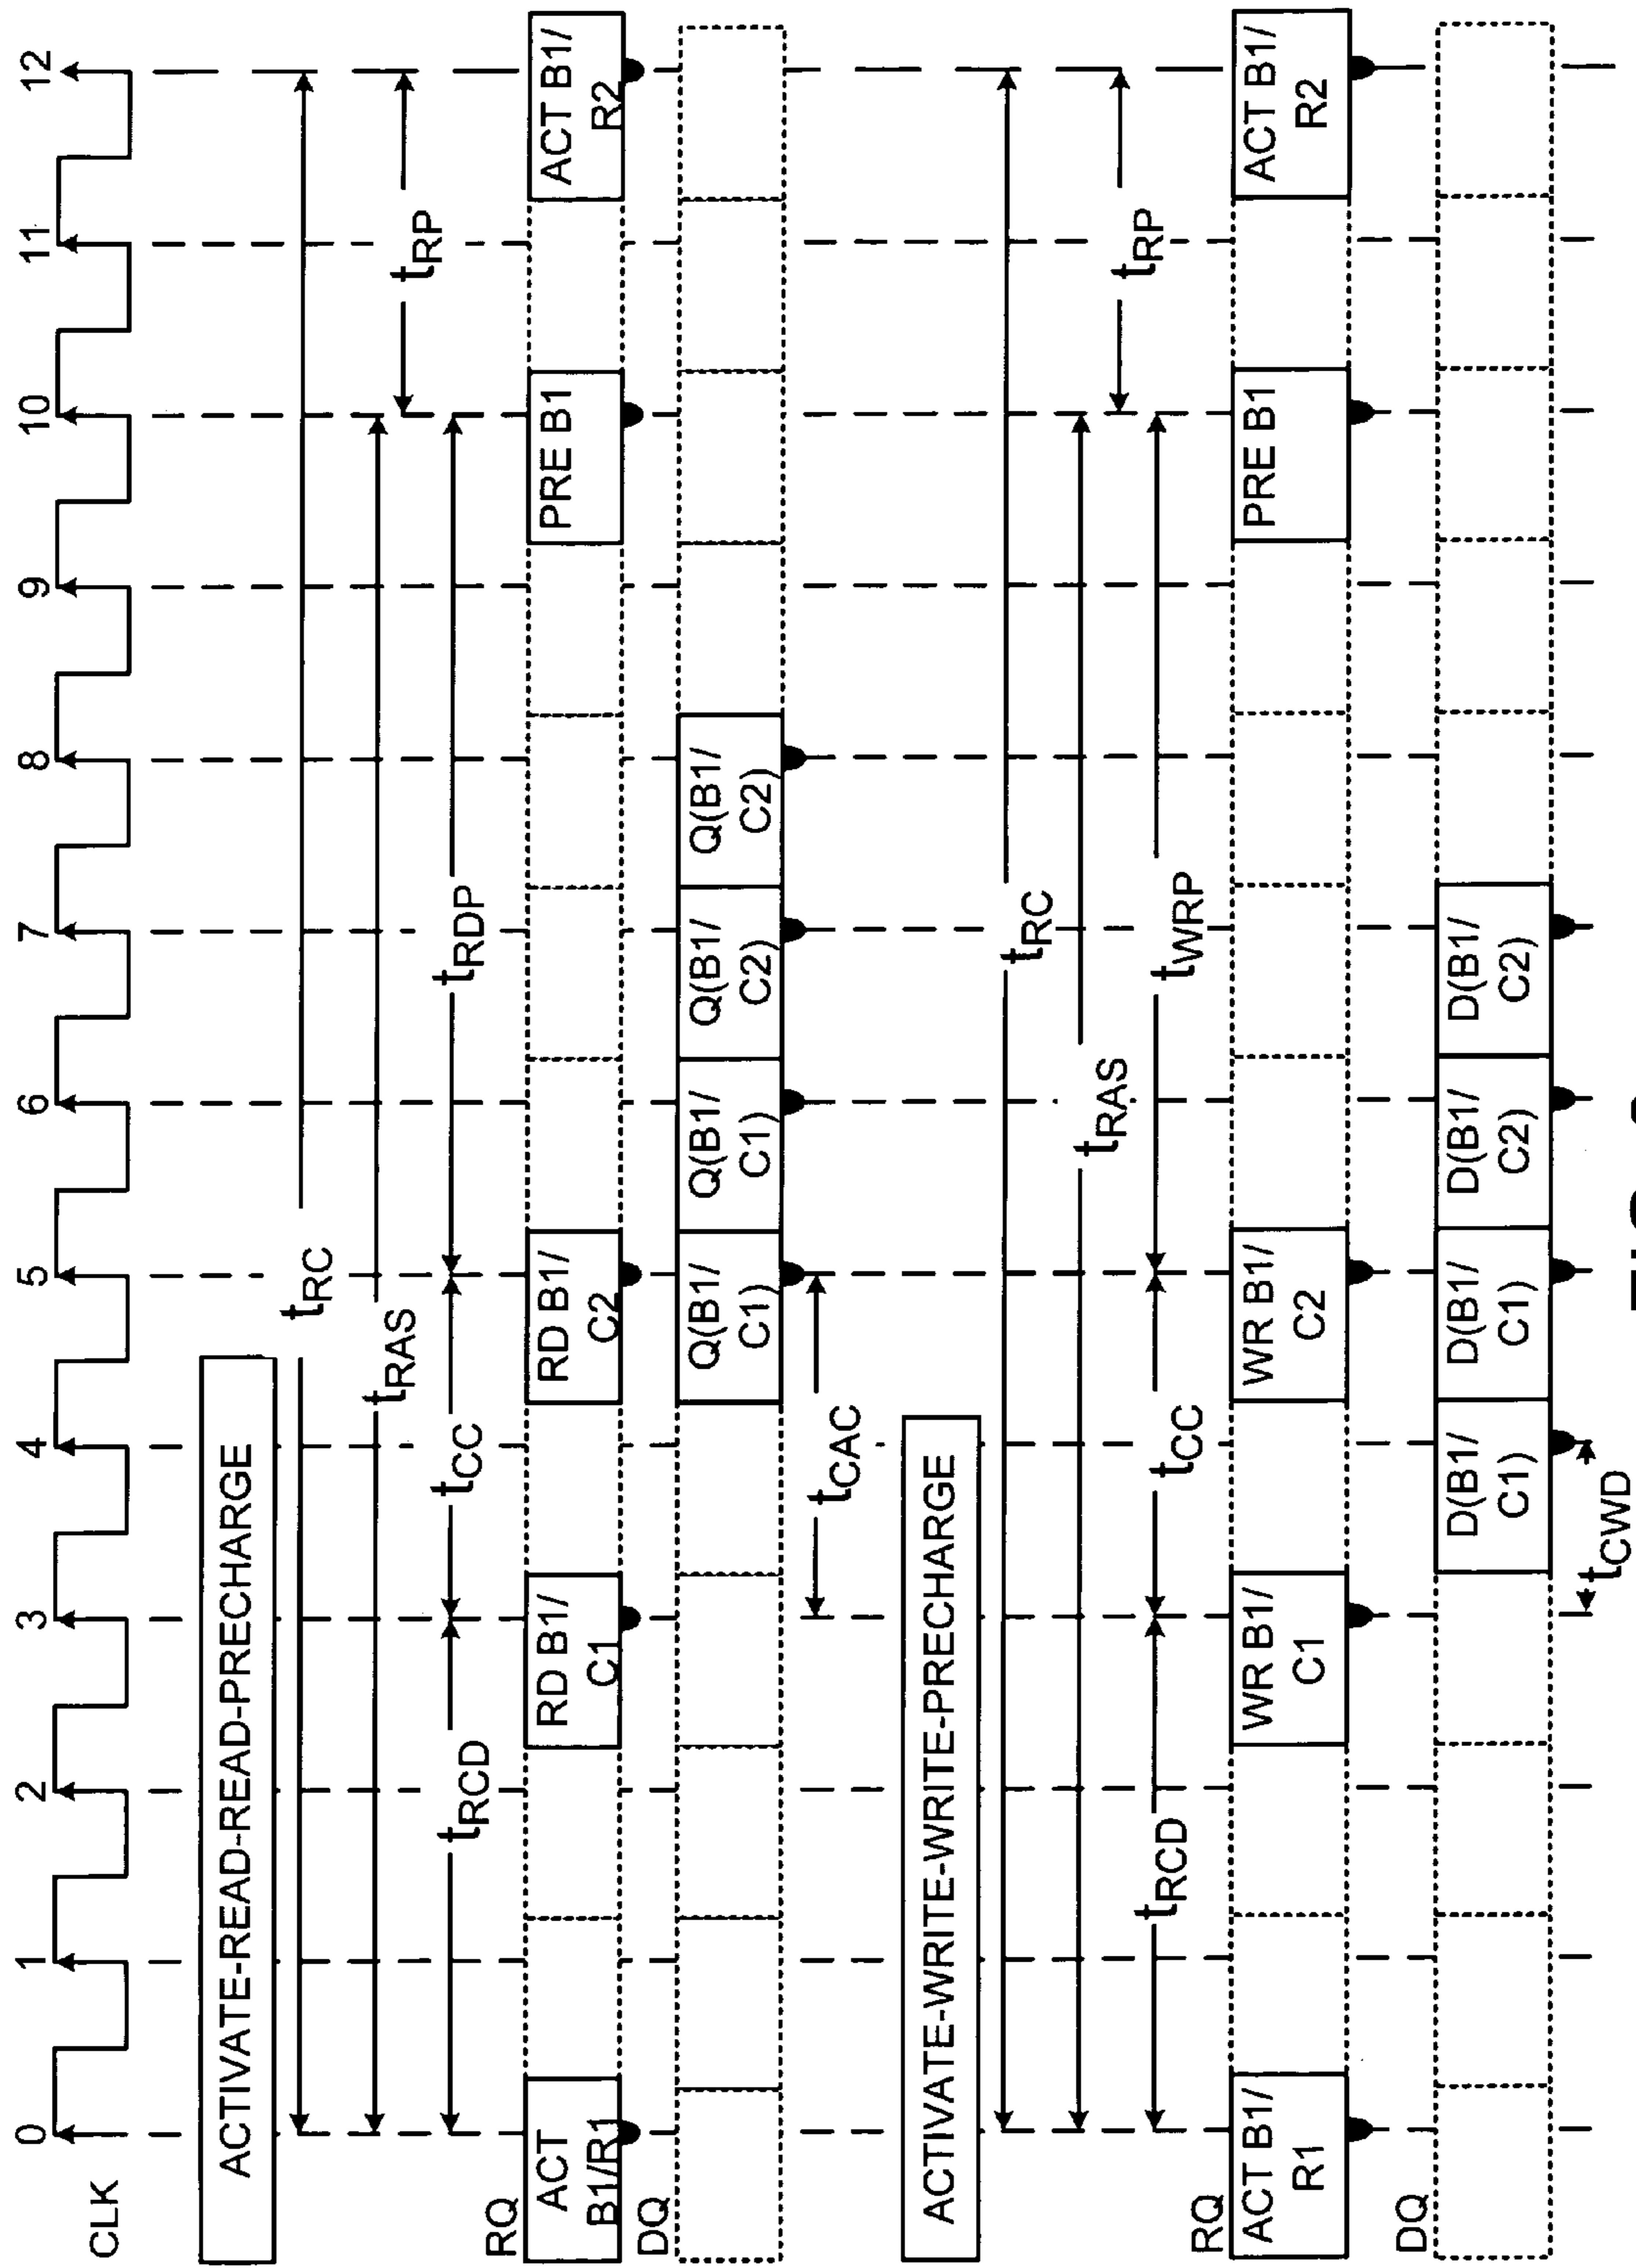 0 1 2 3 4 5 6 7 8 9 10 11 12
CLK
ACTIVATE-READ-READ-PRECHARGE
tRC
tRAS
tRP
tRCD
tCC
tRDP
RQ
ACT
B1/R1
RD B1/
C1
RD B1/
C2
PRE B1
ACT B1/
R2
DQ
Q(B1/
C1)
Q(B1/
C1)
Q(B1/
C2)
Q(B1/
C2)
tCAC
ACTIVATE-WRITE-WRITE-PRECHARGE
tRC
tRAS
tRP
tRCD
tCC
tWRP
RQ
ACT B1/
R1
WR B1/
C1
WR B1/
C2
PRE B1
ACT B1/
R2
DQ
D(B1/
C1)
D(B1/
C1)
D(B1/
C2)
D(B1/
C2)
tCWD